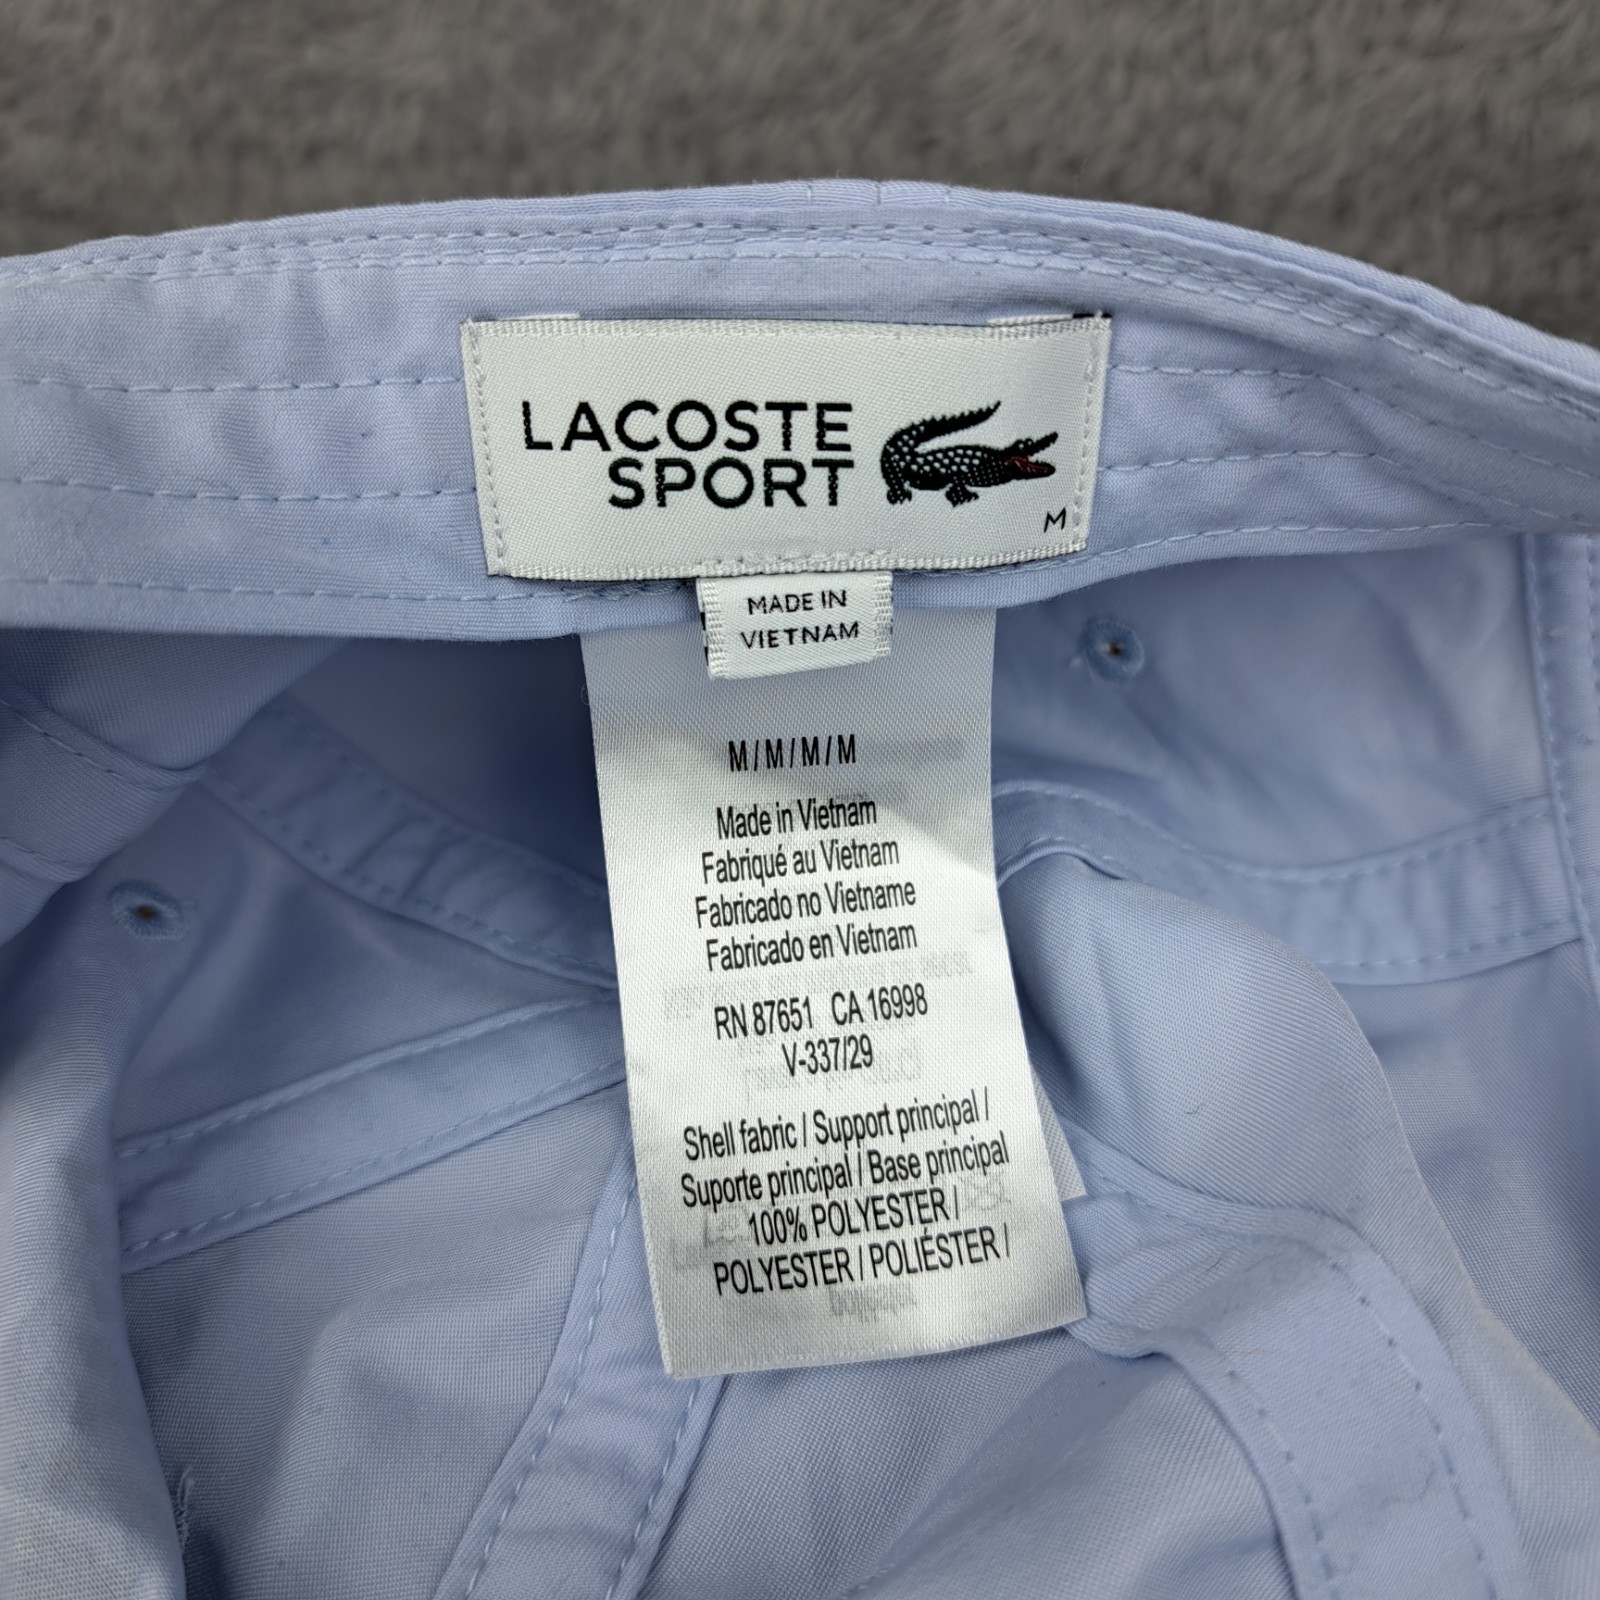 LACOSTE
SPORT
M
MADE IN
VIETNAM
M / M / M / M
Made in Vietnam
Fabriqué au Vietnam
Fabricado no Vietname
Fabricado en Vietnam
RN 87651 CA 16998
V-337/29
Shell fabric / Support principal /
Suporte principal / Base principal
100% POLYESTER /
POLYESTER / POLIÉSTER /